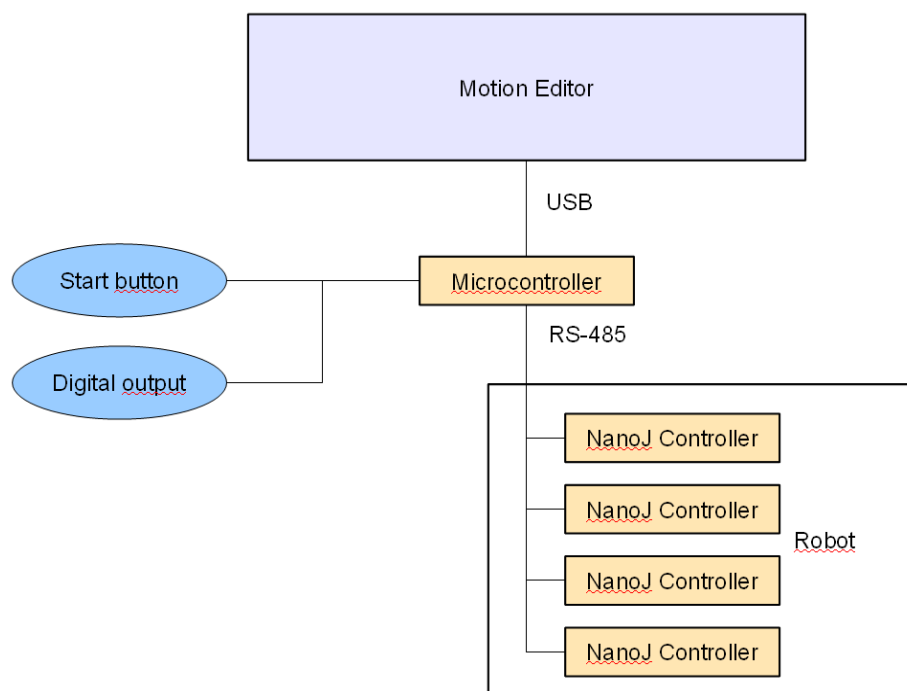 Motion Editor
USB
Start button
Microcontroller
RS-485
Digital output
NanoJ Controller
NanoJ Controller
Robot
NanoJ Controller
NanoJ Controller